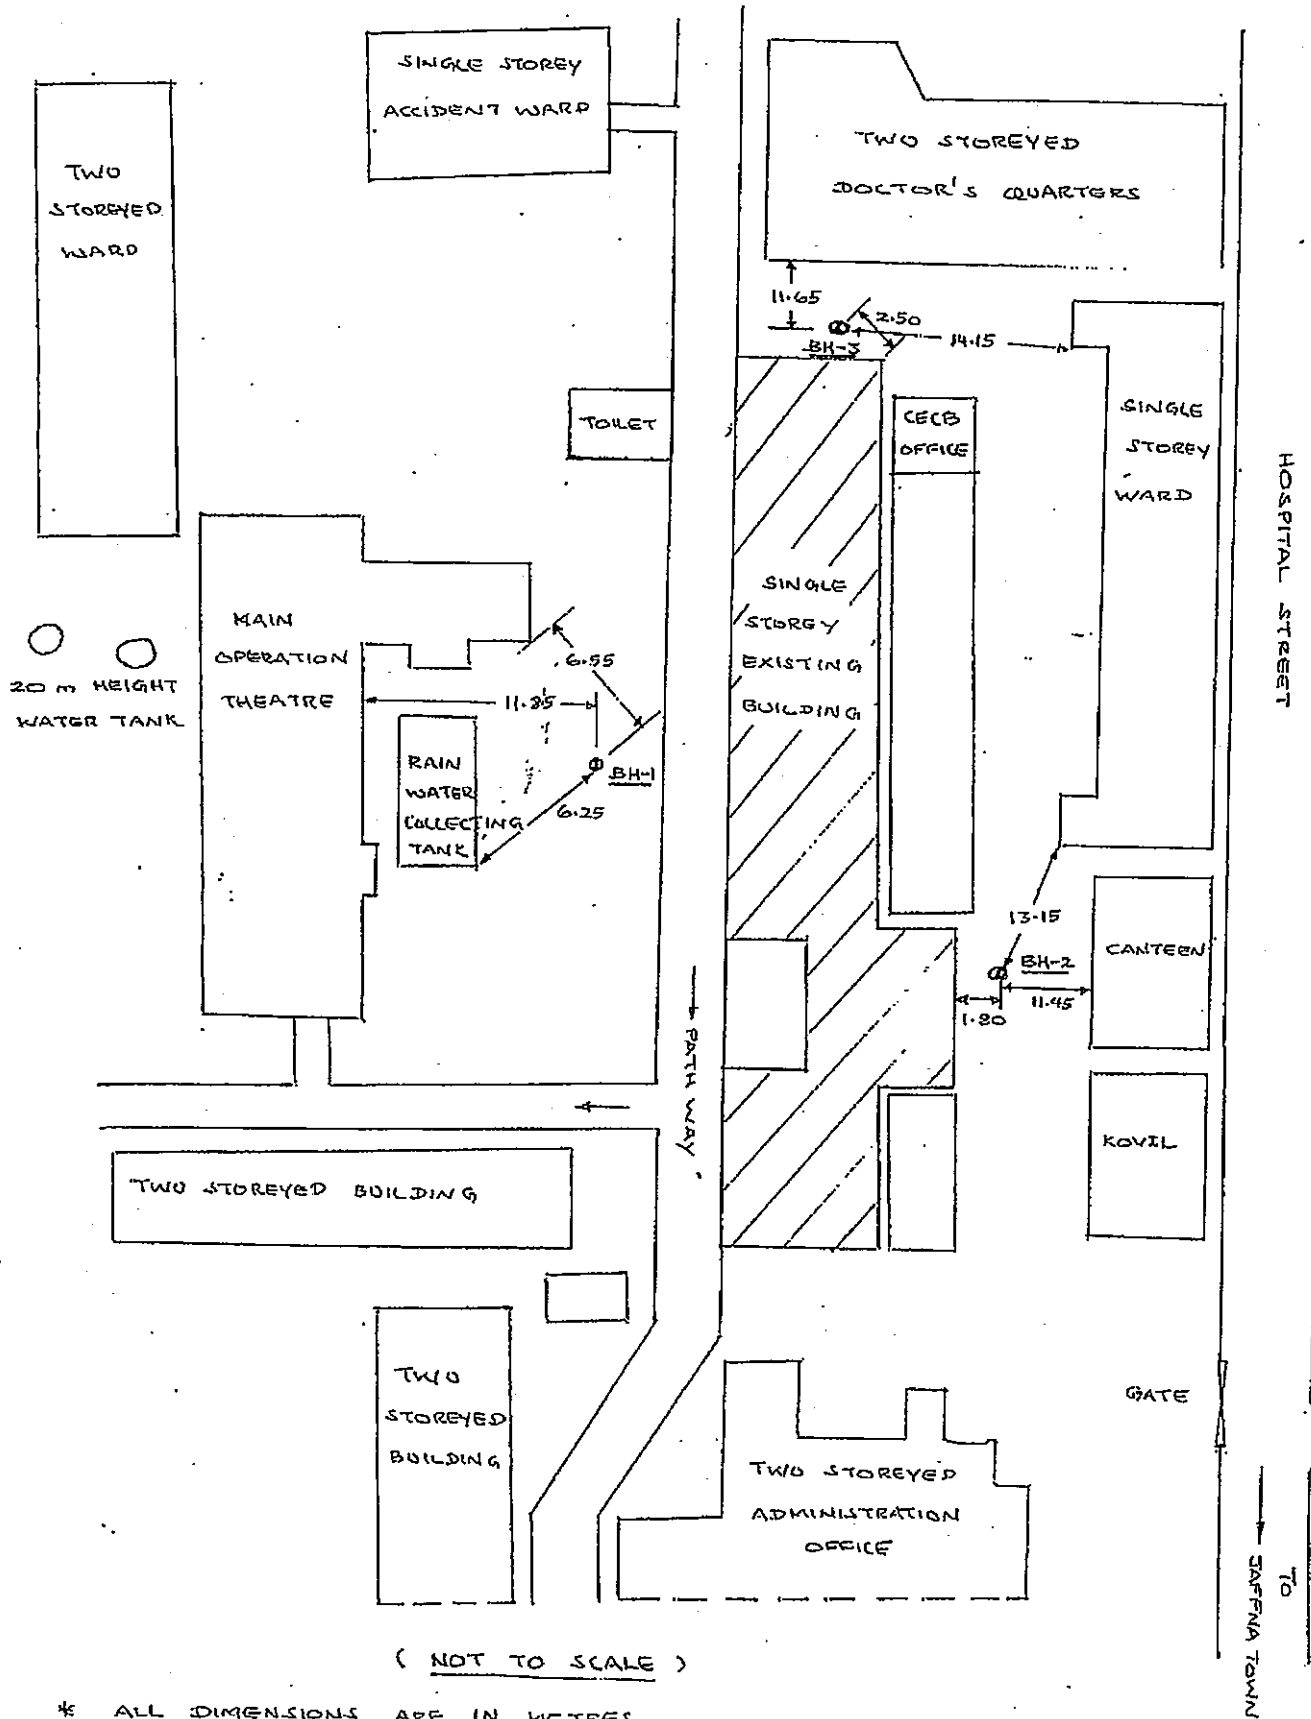 SINGLE STOREY
ACCIDENT WARD
TWO
STOREYED
WARD
TWO STOREYED
DOCTOR'S QUARTERS
11.65
2.50
14.15
BH-3
TOILET
CECB
OFFICE
SINGLE
STOREY
WARD
HOSPITAL STREET
MAIN
OPERATION
THEATRE
20 m HEIGHT
WATER TANK
6.55
11.85
RAIN
WATER
COLLECTING
TANK
BH-1
6.25
SINGLE
STOREY
EXISTING
BUILDING
13.15
BH-2
11.45
1.80
CANTEEN
PATH WAY
KOVIL
TWO STOREYED BUILDING
TWO
STOREYED
BUILDING
GATE
TWO STOREYED
ADMINISTRATION
OFFICE
TO
JAFFNA TOWN
( NOT TO SCALE )
* ALL DIMENSIONS ARE IN METRES